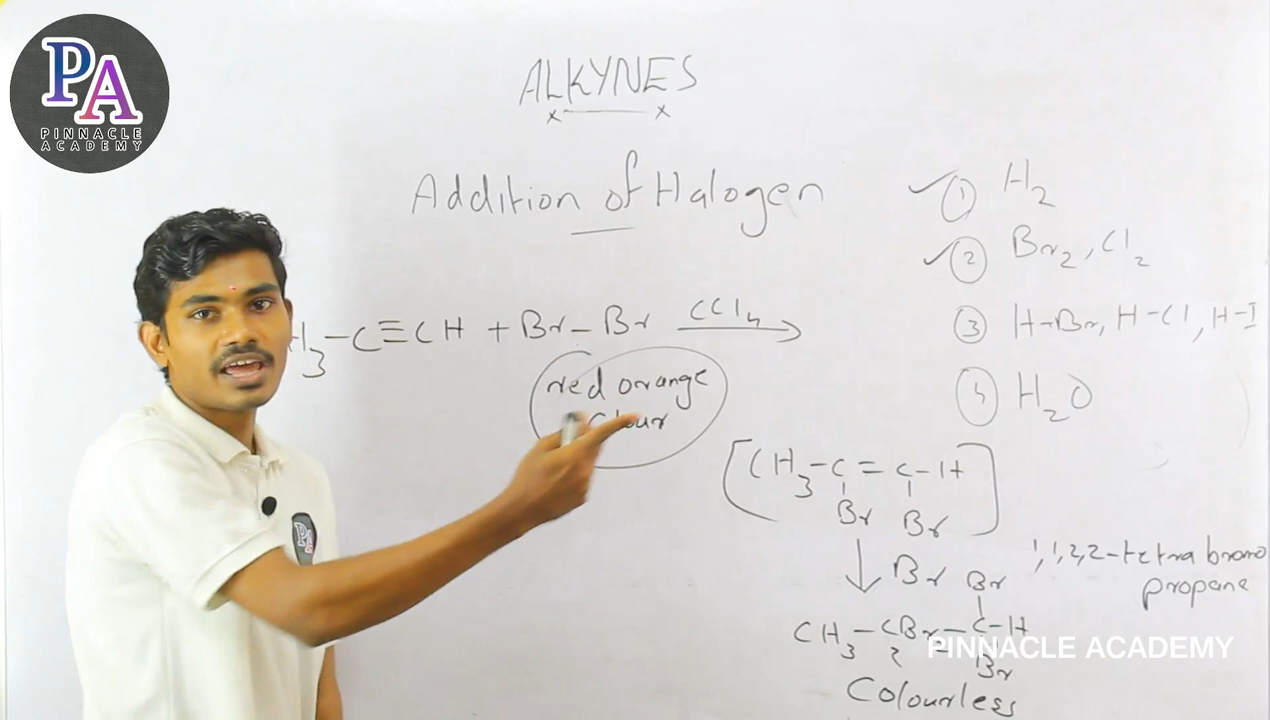 PA
PINNACLE
ACADEMY
ALKYNES
Addition of Halogen
① H2
② Br2, Cl2
③ H-Br, H-Cl, H-I
④ H2O
H3-C≡CH + Br-Br CCl4
red orange
colour
[CH3-C=C-H
Br Br]
Br
1,1,2,2-tetra bromo
propane
Br
CH3-CBr2-C-H
Br
Colourless
PA
PINNACLE ACADEMY